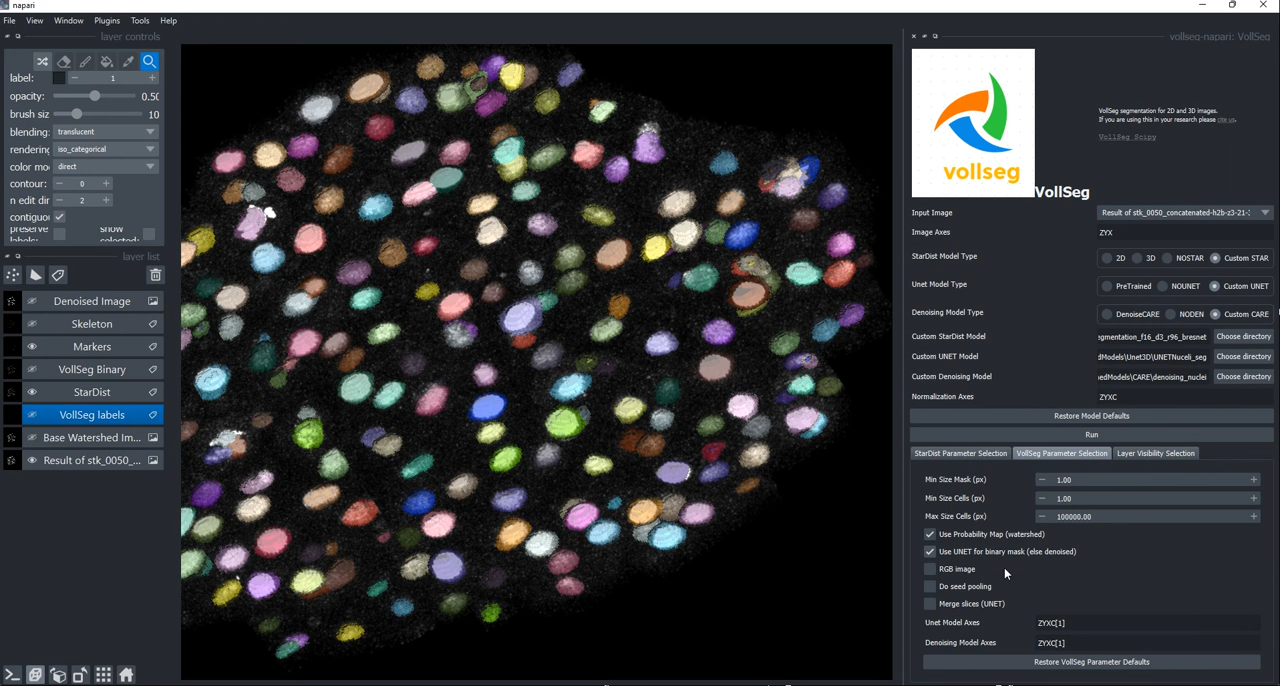 napari
File View Window Plugins Tools Help
layer controls
label: 1
opacity: 0.50
brush siz 10
blending: translucent
rendering iso_categorical
color mo direct
contour: 0
n edit dir 2
contiguou
preserve labels: show selected:
layer list
Denoised Image
Skeleton
Markers
VollSeg Binary
StarDist
VollSeg labels
Base Watershed Im...
Result of stk_0050_...
vollseg-napari: VollSeg
vollseg
VollSeg
VollSeg segmentation for 2D and 3D images.
If you are using this in your research please cite us.
VollSeg Scipy
Input Image Result of stk_0050_concatenated-h2b-z3-21-:
Image Axes ZYX
StarDist Model Type 2D 3D NOSTAR Custom STAR
Unet Model Type PreTrained NOUNET Custom UNET
Denoising Model Type DenoiseCARE NODEN Custom CARE
Custom StarDist Model gmentation_f16_d3_r96_bresnet Choose directory
Custom UNET Model dModels\Unet3D\UNETNuceli_seg Choose directory
Custom Denoising Model edModels\CARE\denoising_nuclei Choose directory
Normalization Axes ZYXC
Restore Model Defaults
Run
StarDist Parameter Selection VollSeg Parameter Selection Layer Visibility Selection
Min Size Mask (px) 1.00
Min Size Cells (px) 1.00
Max Size Cells (px) 100000.00
Use Probability Map (watershed)
Use UNET for binary mask (else denoised)
RGB image
Do seed pooling
Merge slices (UNET)
Unet Model Axes ZYXC[1]
Denoising Model Axes ZYXC[1]
Restore VollSeg Parameter Defaults